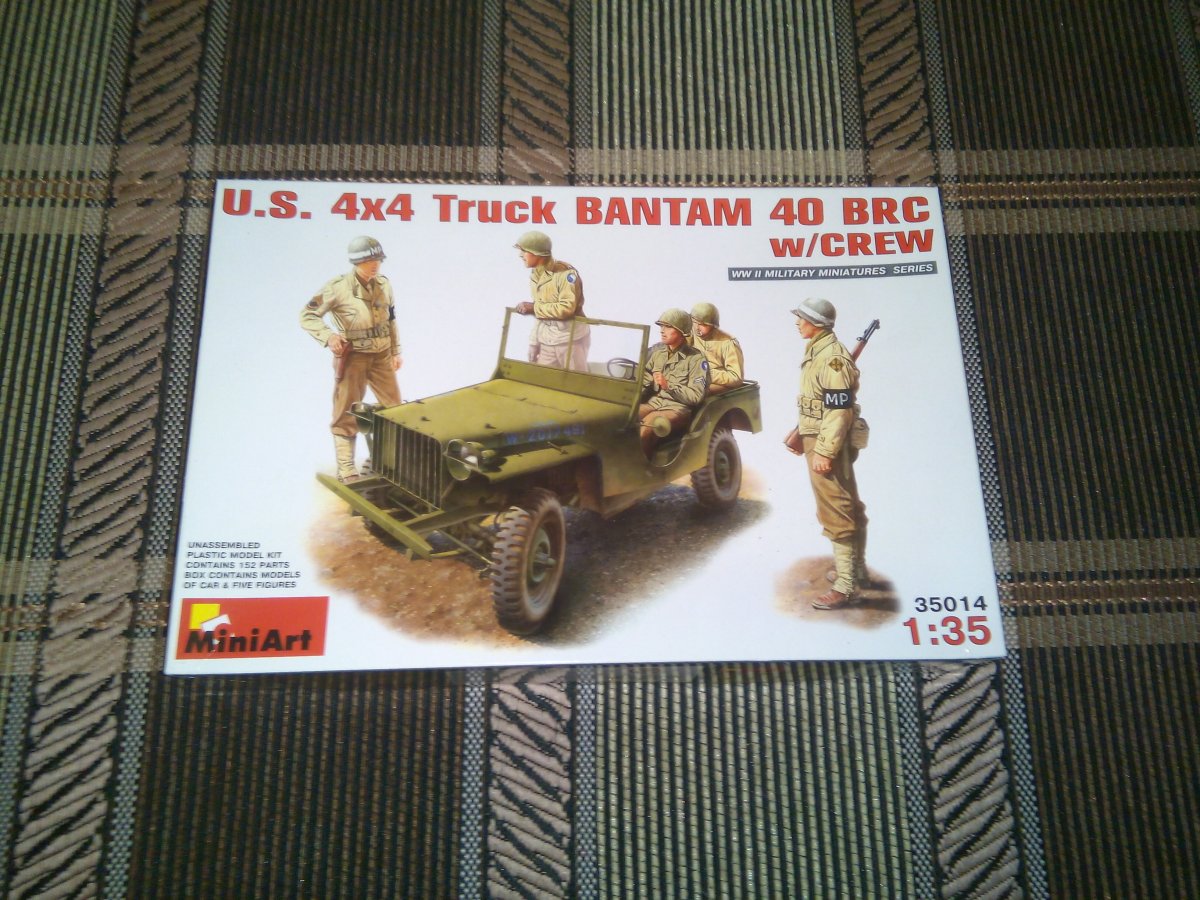 U.S. 4x4 Truck BANTAM 40 BRC
w/CREW
WW II MILITARY MINIATURES SERIES
MP
MP
UNASSEMBLED
PLASTIC MODEL KIT
CONTAINS 152 PARTS
BOX CONTAINS MODELS
OF CAR & FIVE FIGURES
MiniArt
35014
1:35